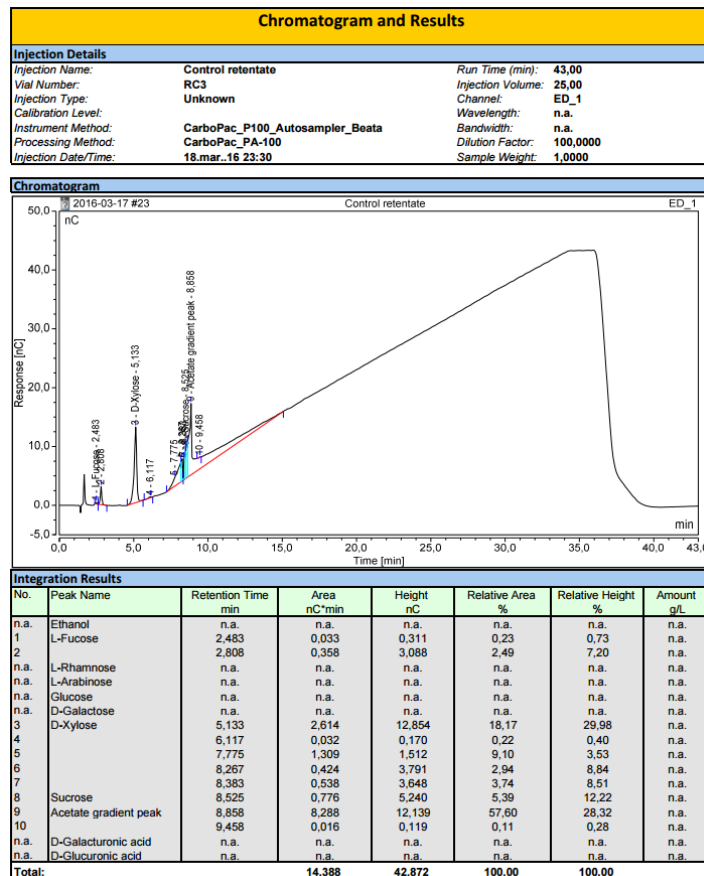 Chromatogram and Results
Injection Details
Injection Name: Control retentate Run Time (min): 43,00
Vial Number: RC3 Injection Volume: 25,00
Injection Type: Unknown Channel: ED_1
Calibration Level: Wavelength: n.a.
Instrument Method: CarboPac_P100_Autosampler_Beata Bandwidth: n.a.
Processing Method: CarboPac_PA-100 Dilution Factor: 100,0000
Injection Date/Time: 18.mar..16 23:30 Sample Weight: 1,0000
Chromatogram
2016-03-17 #23 Control retentate ED_1
50,0
nC
40,0
30,0
20,0
10,0
0,0
-5,0
Response [nC]
L-Fucose - 2,483
2 - 2,808
3 - D-Xylose - 5,133
4 - 6,117
5 - 7,775
Sucrose - 8,525
9 - Acetate gradient peak - 8,858
10 - 9,458
min
0,0 5,0 10,0 15,0 20,0 25,0 30,0 35,0 40,0 43,0
Time [min]
Integration Results
No. Peak Name Retention Time Area Height Relative Area Relative Height Amount
min nC*min nC % % g/L
n.a. Ethanol n.a. n.a. n.a. n.a. n.a. n.a.
1 L-Fucose 2,483 0,033 0,311 0,23 0,73 n.a.
2 2,808 0,358 3,088 2,49 7,20 n.a.
n.a. L-Rhamnose n.a. n.a. n.a. n.a. n.a. n.a.
n.a. L-Arabinose n.a. n.a. n.a. n.a. n.a. n.a.
n.a. Glucose n.a. n.a. n.a. n.a. n.a. n.a.
n.a. D-Galactose n.a. n.a. n.a. n.a. n.a. n.a.
3 D-Xylose 5,133 2,614 12,854 18,17 29,98 n.a.
4 6,117 0,032 0,170 0,22 0,40 n.a.
5 7,775 1,309 1,512 9,10 3,53 n.a.
6 8,267 0,424 3,791 2,94 8,84 n.a.
7 8,383 0,538 3,648 3,74 8,51 n.a.
8 Sucrose 8,525 0,776 5,240 5,39 12,22 n.a.
9 Acetate gradient peak 8,858 8,288 12,139 57,60 28,32 n.a.
10 9,458 0,016 0,119 0,11 0,28 n.a.
n.a. D-Galacturonic acid n.a. n.a. n.a. n.a. n.a. n.a.
n.a. D-Glucuronic acid n.a. n.a. n.a. n.a. n.a. n.a.
Total: 14.388 42.872 100.00 100.00